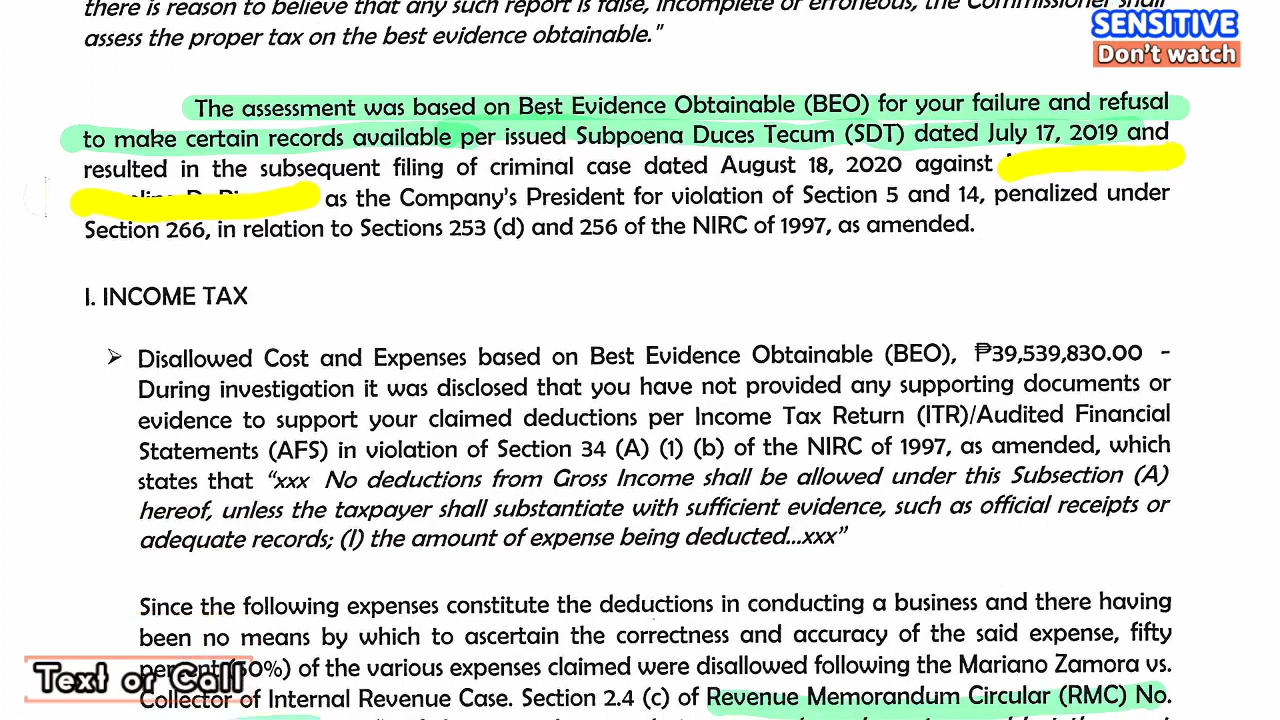 there is reason to believe that any such report is false, incomplete or erroneous, the Commissioner shall
SENSITIVE
Don't watch
assess the proper tax on the best evidence obtainable."
The assessment was based on Best Evidence Obtainable (BEO) for your failure and refusal
to make certain records available per issued Subpoena Duces Tecum (SDT) dated July 17, 2019 and
resulted in the subsequent filing of criminal case dated August 18, 2020 against
as the Company's President for violation of Section 5 and 14, penalized under
Section 266, in relation to Sections 253 (d) and 256 of the NIRC of 1997, as amended.
I. INCOME TAX
➢ Disallowed Cost and Expenses based on Best Evidence Obtainable (BEO), ₱39,539,830.00 -
During investigation it was disclosed that you have not provided any supporting documents or
evidence to support your claimed deductions per Income Tax Return (ITR)/Audited Financial
Statements (AFS) in violation of Section 34 (A) (1) (b) of the NIRC of 1997, as amended, which
states that "xxx No deductions from Gross Income shall be allowed under this Subsection (A)
hereof, unless the taxpayer shall substantiate with sufficient evidence, such as official receipts or
adequate records; (I) the amount of expense being deducted...xxx"
Since the following expenses constitute the deductions in conducting a business and there having
been no means by which to ascertain the correctness and accuracy of the said expense, fifty
of the various expenses claimed were disallowed following the Mariano Zamora vs.
Text or Call
Collector of Internal Revenue Case. Section 2.4 (c) of Revenue Memorandum Circular (RMC) No.